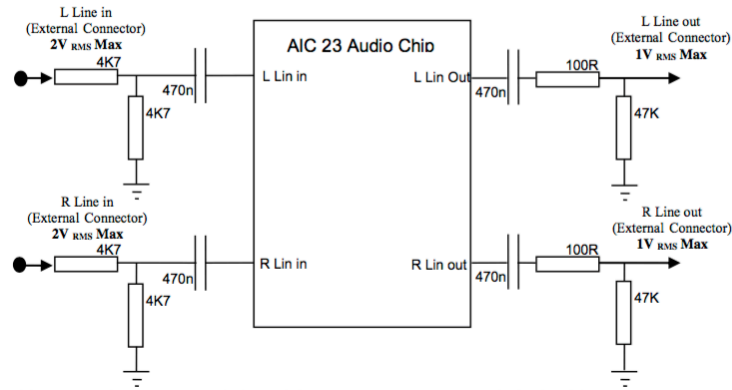 L Line in
(External Connector)
2V RMS Max
4K7
470n
4K7
AIC 23 Audio Chip
L Lin in
L Lin Out
470n
100R
L Line out
(External Connector)
1V RMS Max
47K
R Line in
(External Connector)
2V RMS Max
4K7
470n
4K7
R Lin in
R Lin out
470n
100R
R Line out
(External Connector)
1V RMS Max
47K